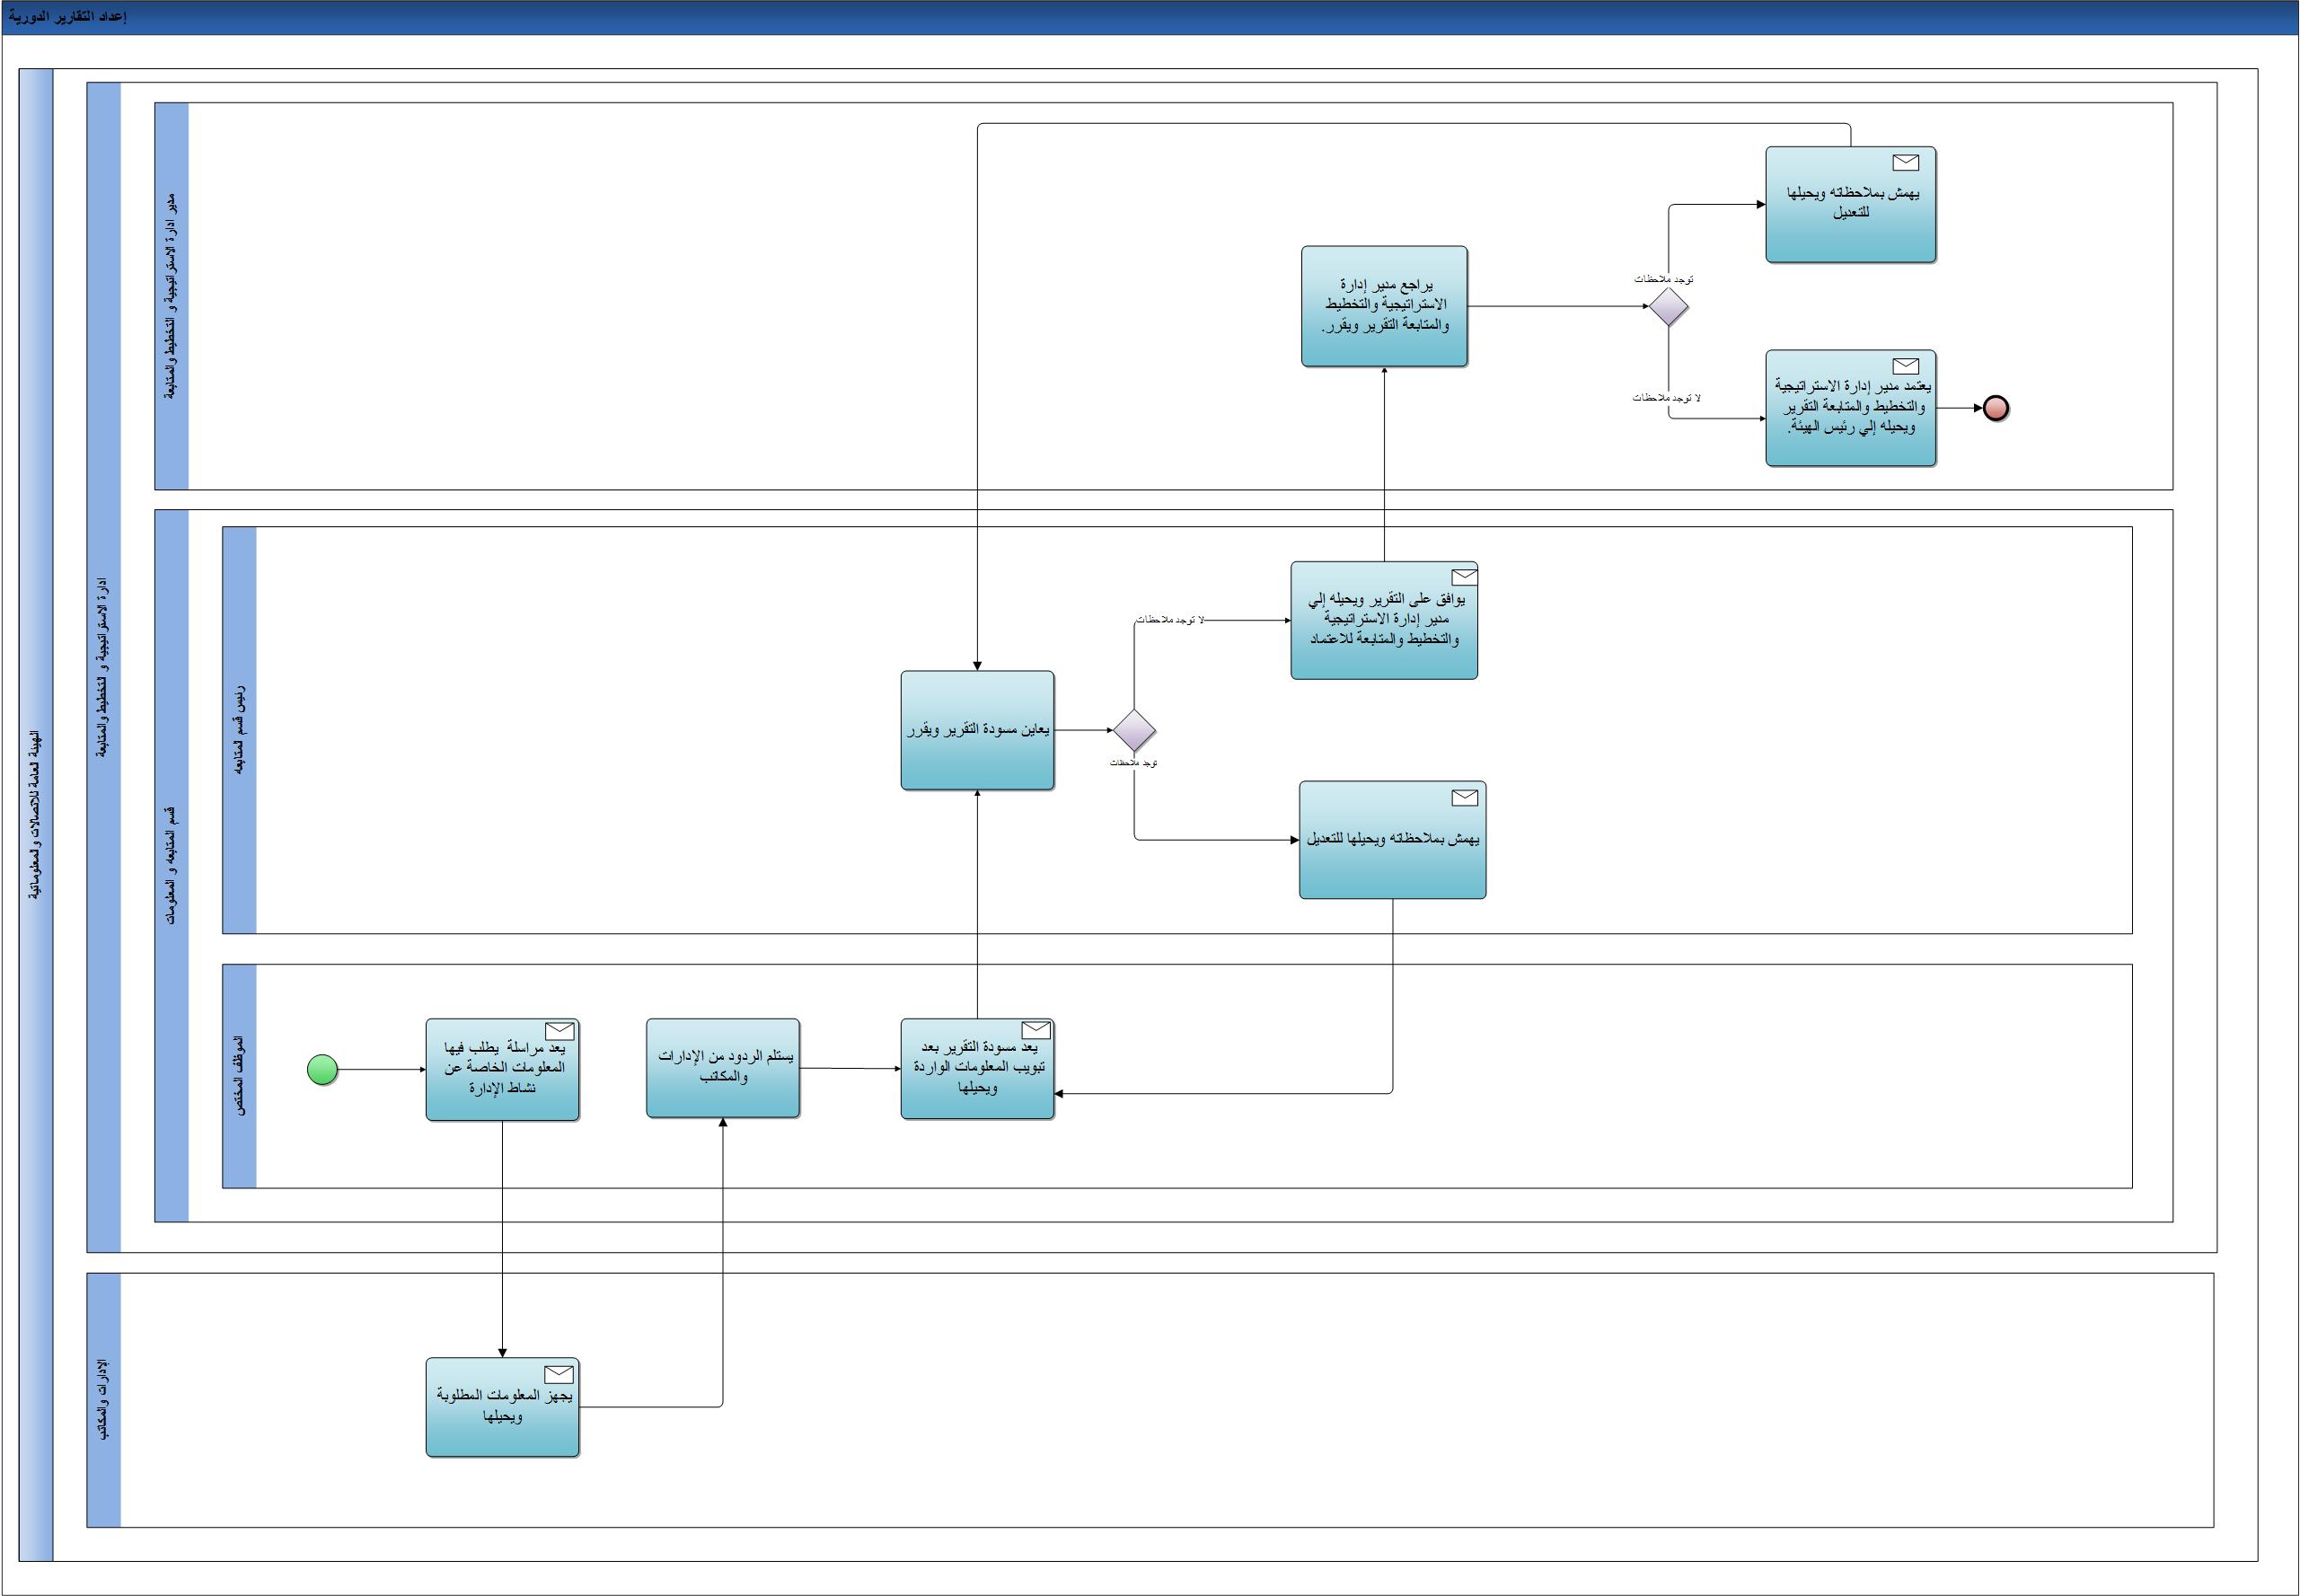 إعداد التقارير الدورية
الهيئة العامة للاتصالات والمعلوماتية
ادارة الاستراتيجية و التخطيط والمتابعة
مدير ادارة الاستراتيجية و التخطيط والمتابعة
يهمش بملاحظاته ويحيلها
للتعديل
توجد ملاحظات
يراجع مدير إدارة
الاستراتيجية والتخطيط
والمتابعة التقرير ويقرر.
لا توجد ملاحظات
يعتمد مدير إدارة الاستراتيجية
والتخطيط والمتابعة التقرير
ويحيله إلي رئيس الهيئة.
قسم المتابعه و المعلومات
رئيس قسم لمتابعه
يوافق على التقرير ويحيله إلي
مدير إدارة الاستراتيجية
والتخطيط والمتابعة للاعتماد
لا توجد ملاحظات
يعاين مسودة التقرير ويقرر
توجد ملاحظات
يهمش بملاحظاته ويحيلها للتعديل
الموظف المختص
يعد مراسلة يطلب فيها
المعلومات الخاصة عن
نشاط الإدارة
يستلم الردود من الإدارات
والمكاتب
يعد مسودة التقرير بعد
تبويب المعلومات الواردة
ويحيلها
الإدارات والمكاتب
يجهز المعلومات المطلوبة
ويحيلها